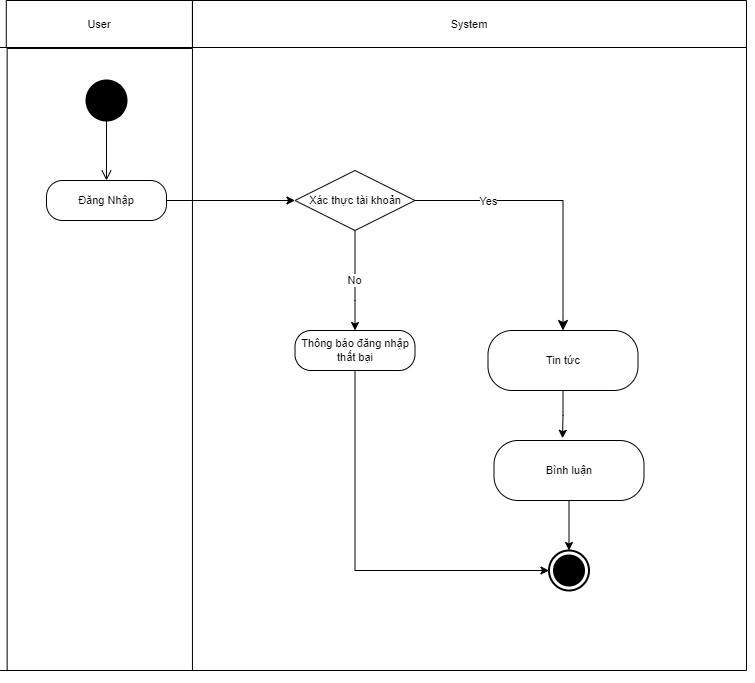 User
System
Đăng Nhập
Xác thực tài khoản
Yes
No
Thông báo đăng nhập
thất bại
Tin tức
Bình luận